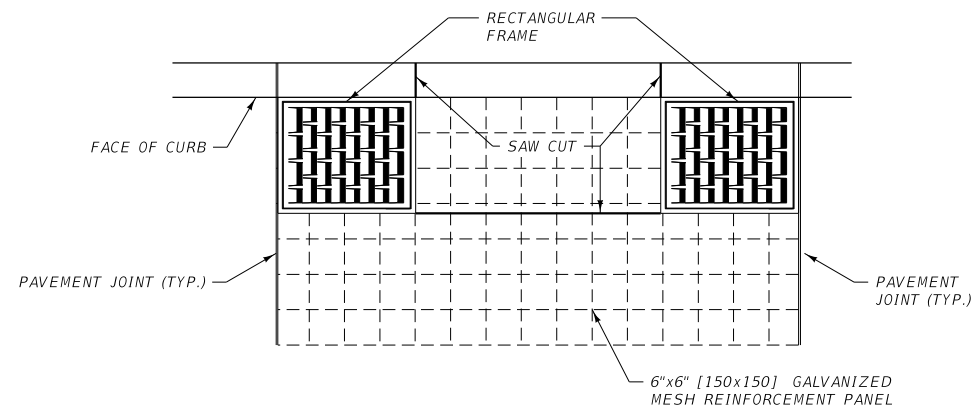 RECTANGULAR
FRAME
FACE OF CURB
SAW CUT
PAVEMENT JOINT (TYP.)
PAVEMENT
JOINT (TYP.)
6"x6" [150x150] GALVANIZED
MESH REINFORCEMENT PANEL